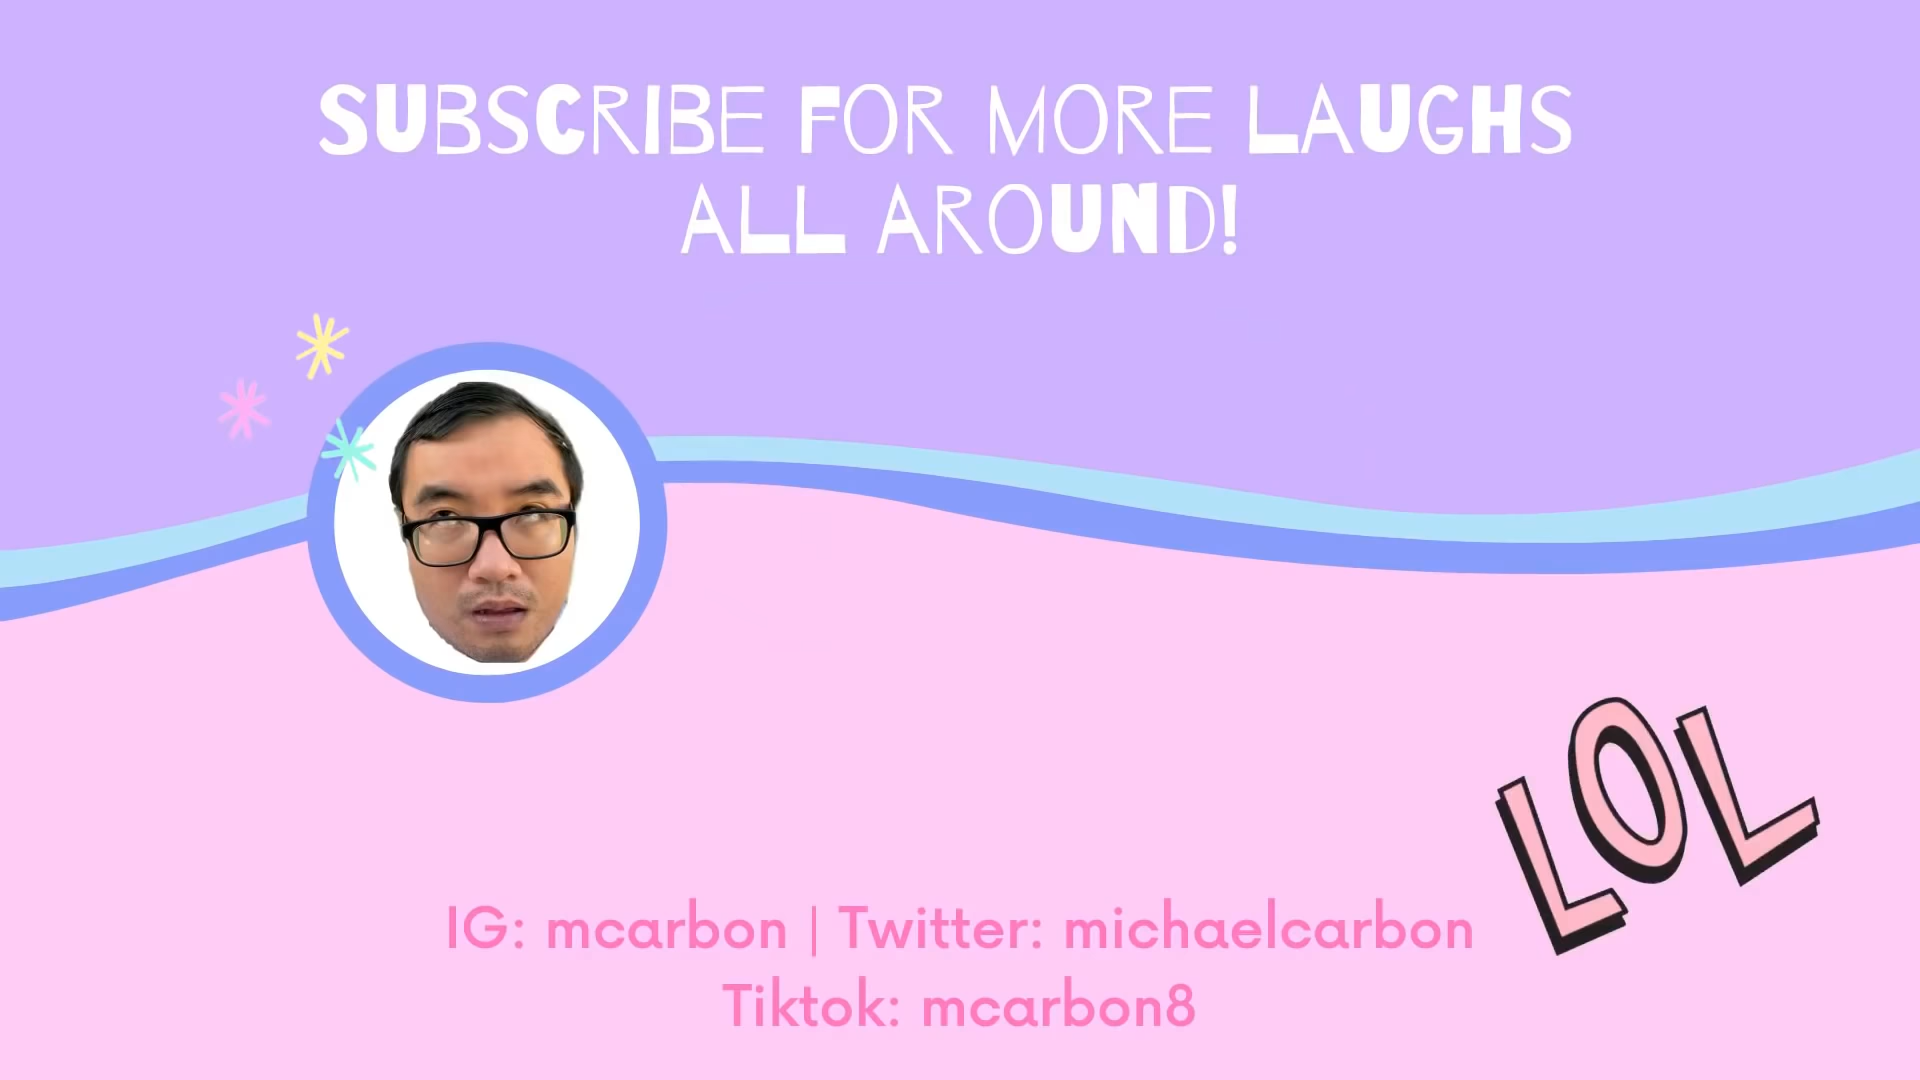 SUBSCRIBE FOR MORE LAUGHS
ALL AROUND!
LOL
IG: mcarbon | Twitter: michaelcarbon
Tiktok: mcarbon8